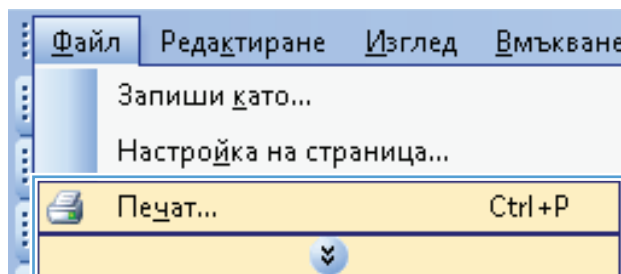 Файл Редактиране Изглед Вмъкване
Запиши като...
Настройка на страница...
Печат... Ctrl+P